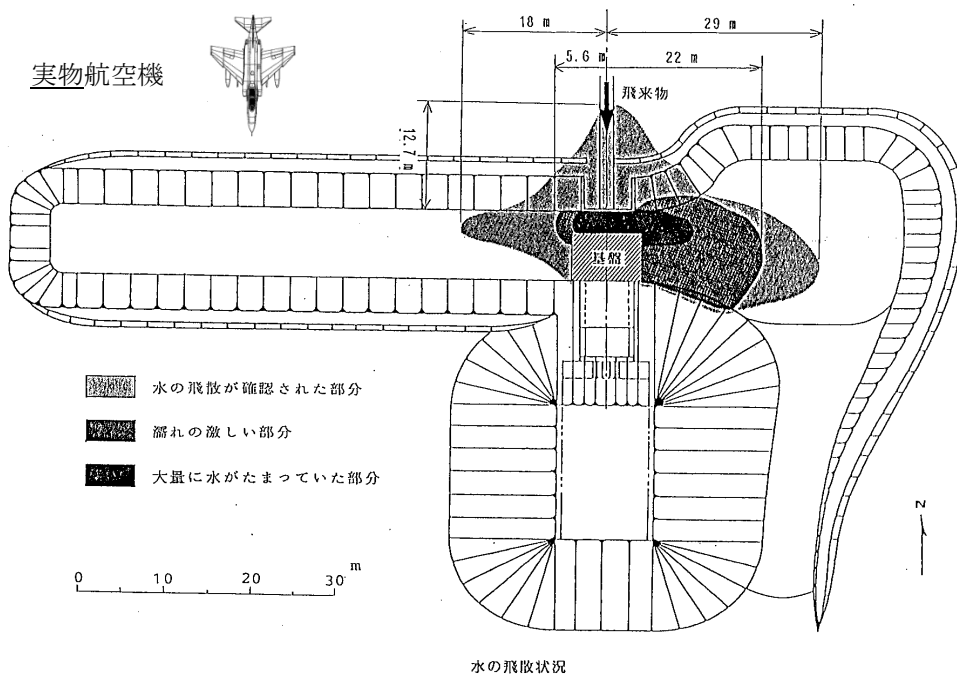 18 m
29 m
実物航空機
5.6 m
22 m
飛来物
12.7 m
基盤
水の飛散が確認された部分
濡れの激しい部分
大量に水がたまっていた部分
N
0 10 20 30 m
水の飛散状況